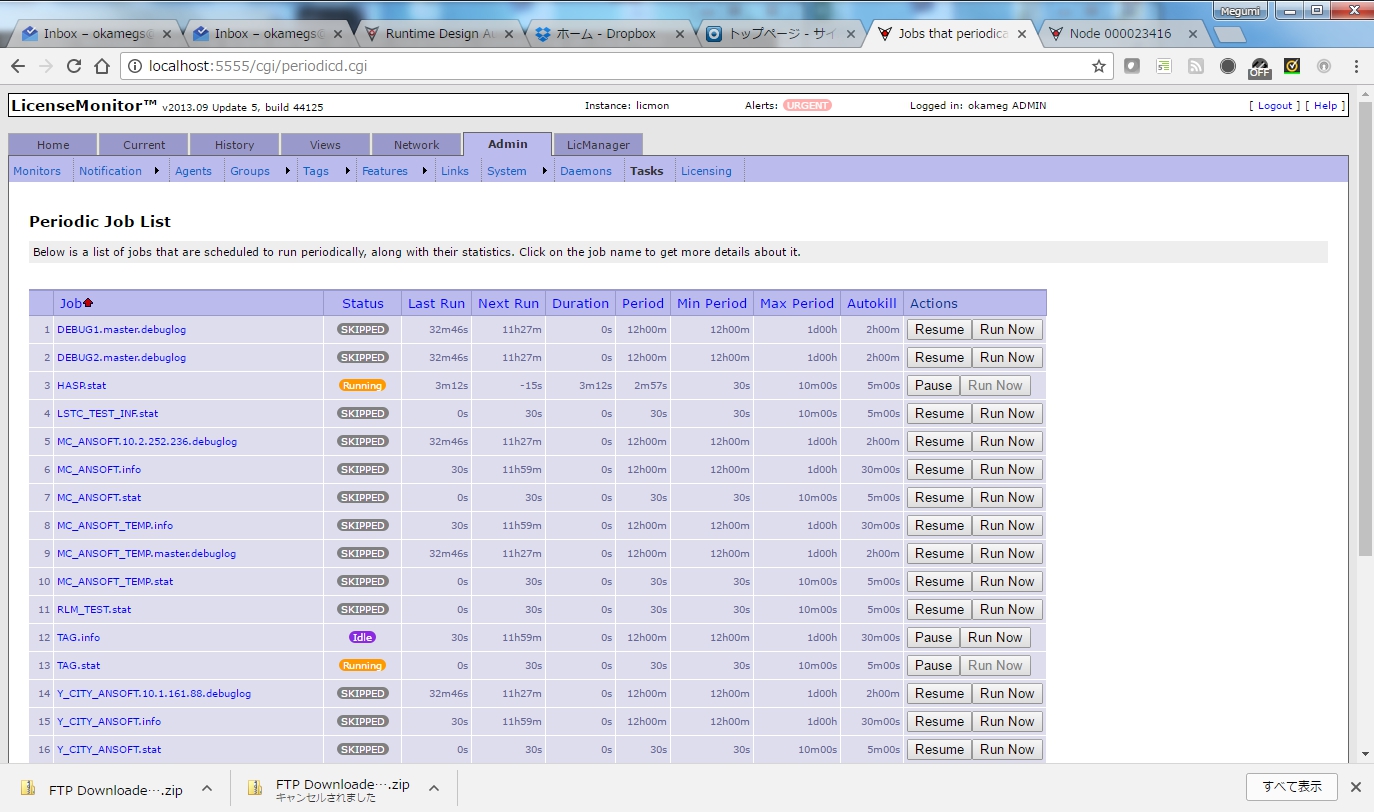 Megumi
Inbox – okamegs@
Inbox – okamegs@
Runtime Design Au
ホーム - Dropbox
トップページ - サイ
Jobs that periodica
Node 000023416
localhost:5555/cgi/periodicd.cgi
OFF
LicenseMonitor™ v2013.09 Update 5, build 44125 Instance: licmon Alerts: URGENT Logged in: okameg ADMIN [ Logout ] [ Help ]
Home Current History Views Network Admin LicManager
Monitors Notification Agents Groups Tags Features Links System Daemons Tasks Licensing
Periodic Job List
Below is a list of jobs that are scheduled to run periodically, along with their statistics. Click on the job name to get more details about it.
Job Status Last Run Next Run Duration Period Min Period Max Period Autokill Actions
1 DEBUG1.master.debuglog SKIPPED 32m46s 11h27m 0s 12h00m 12h00m 1d00h 2h00m Resume Run Now
2 DEBUG2.master.debuglog SKIPPED 32m46s 11h27m 0s 12h00m 12h00m 1d00h 2h00m Resume Run Now
3 HASP.stat Running 3m12s -15s 3m12s 2m57s 30s 10m00s 5m00s Pause Run Now
4 LSTC_TEST_INF.stat SKIPPED 0s 30s 0s 30s 30s 10m00s 5m00s Resume Run Now
5 MC_ANSOFT.10.2.252.236.debuglog SKIPPED 32m46s 11h27m 0s 12h00m 12h00m 1d00h 2h00m Resume Run Now
6 MC_ANSOFT.info SKIPPED 30s 11h59m 0s 12h00m 12h00m 1d00h 30m00s Resume Run Now
7 MC_ANSOFT.stat SKIPPED 0s 30s 0s 30s 30s 10m00s 5m00s Resume Run Now
8 MC_ANSOFT_TEMP.info SKIPPED 30s 11h59m 0s 12h00m 12h00m 1d00h 30m00s Resume Run Now
9 MC_ANSOFT_TEMP.master.debuglog SKIPPED 32m46s 11h27m 0s 12h00m 12h00m 1d00h 2h00m Resume Run Now
10 MC_ANSOFT_TEMP.stat SKIPPED 0s 30s 0s 30s 30s 10m00s 5m00s Resume Run Now
11 RLM_TEST.stat SKIPPED 0s 30s 0s 30s 30s 10m00s 5m00s Resume Run Now
12 TAG.info Idle 30s 11h59m 0s 12h00m 12h00m 1d00h 30m00s Pause Run Now
13 TAG.stat Running 0s 30s 0s 30s 30s 10m00s 5m00s Pause Run Now
14 Y_CITY_ANSOFT.10.1.161.88.debuglog SKIPPED 32m46s 11h27m 0s 12h00m 12h00m 1d00h 2h00m Resume Run Now
15 Y_CITY_ANSOFT.info SKIPPED 30s 11h59m 0s 12h00m 12h00m 1d00h 30m00s Resume Run Now
16 Y_CITY_ANSOFT.stat SKIPPED 0s 30s 0s 30s 30s 10m00s 5m00s Resume Run Now
FTP Downloade….zip
FTP Downloade….zip
キャンセルされました
すべて表示